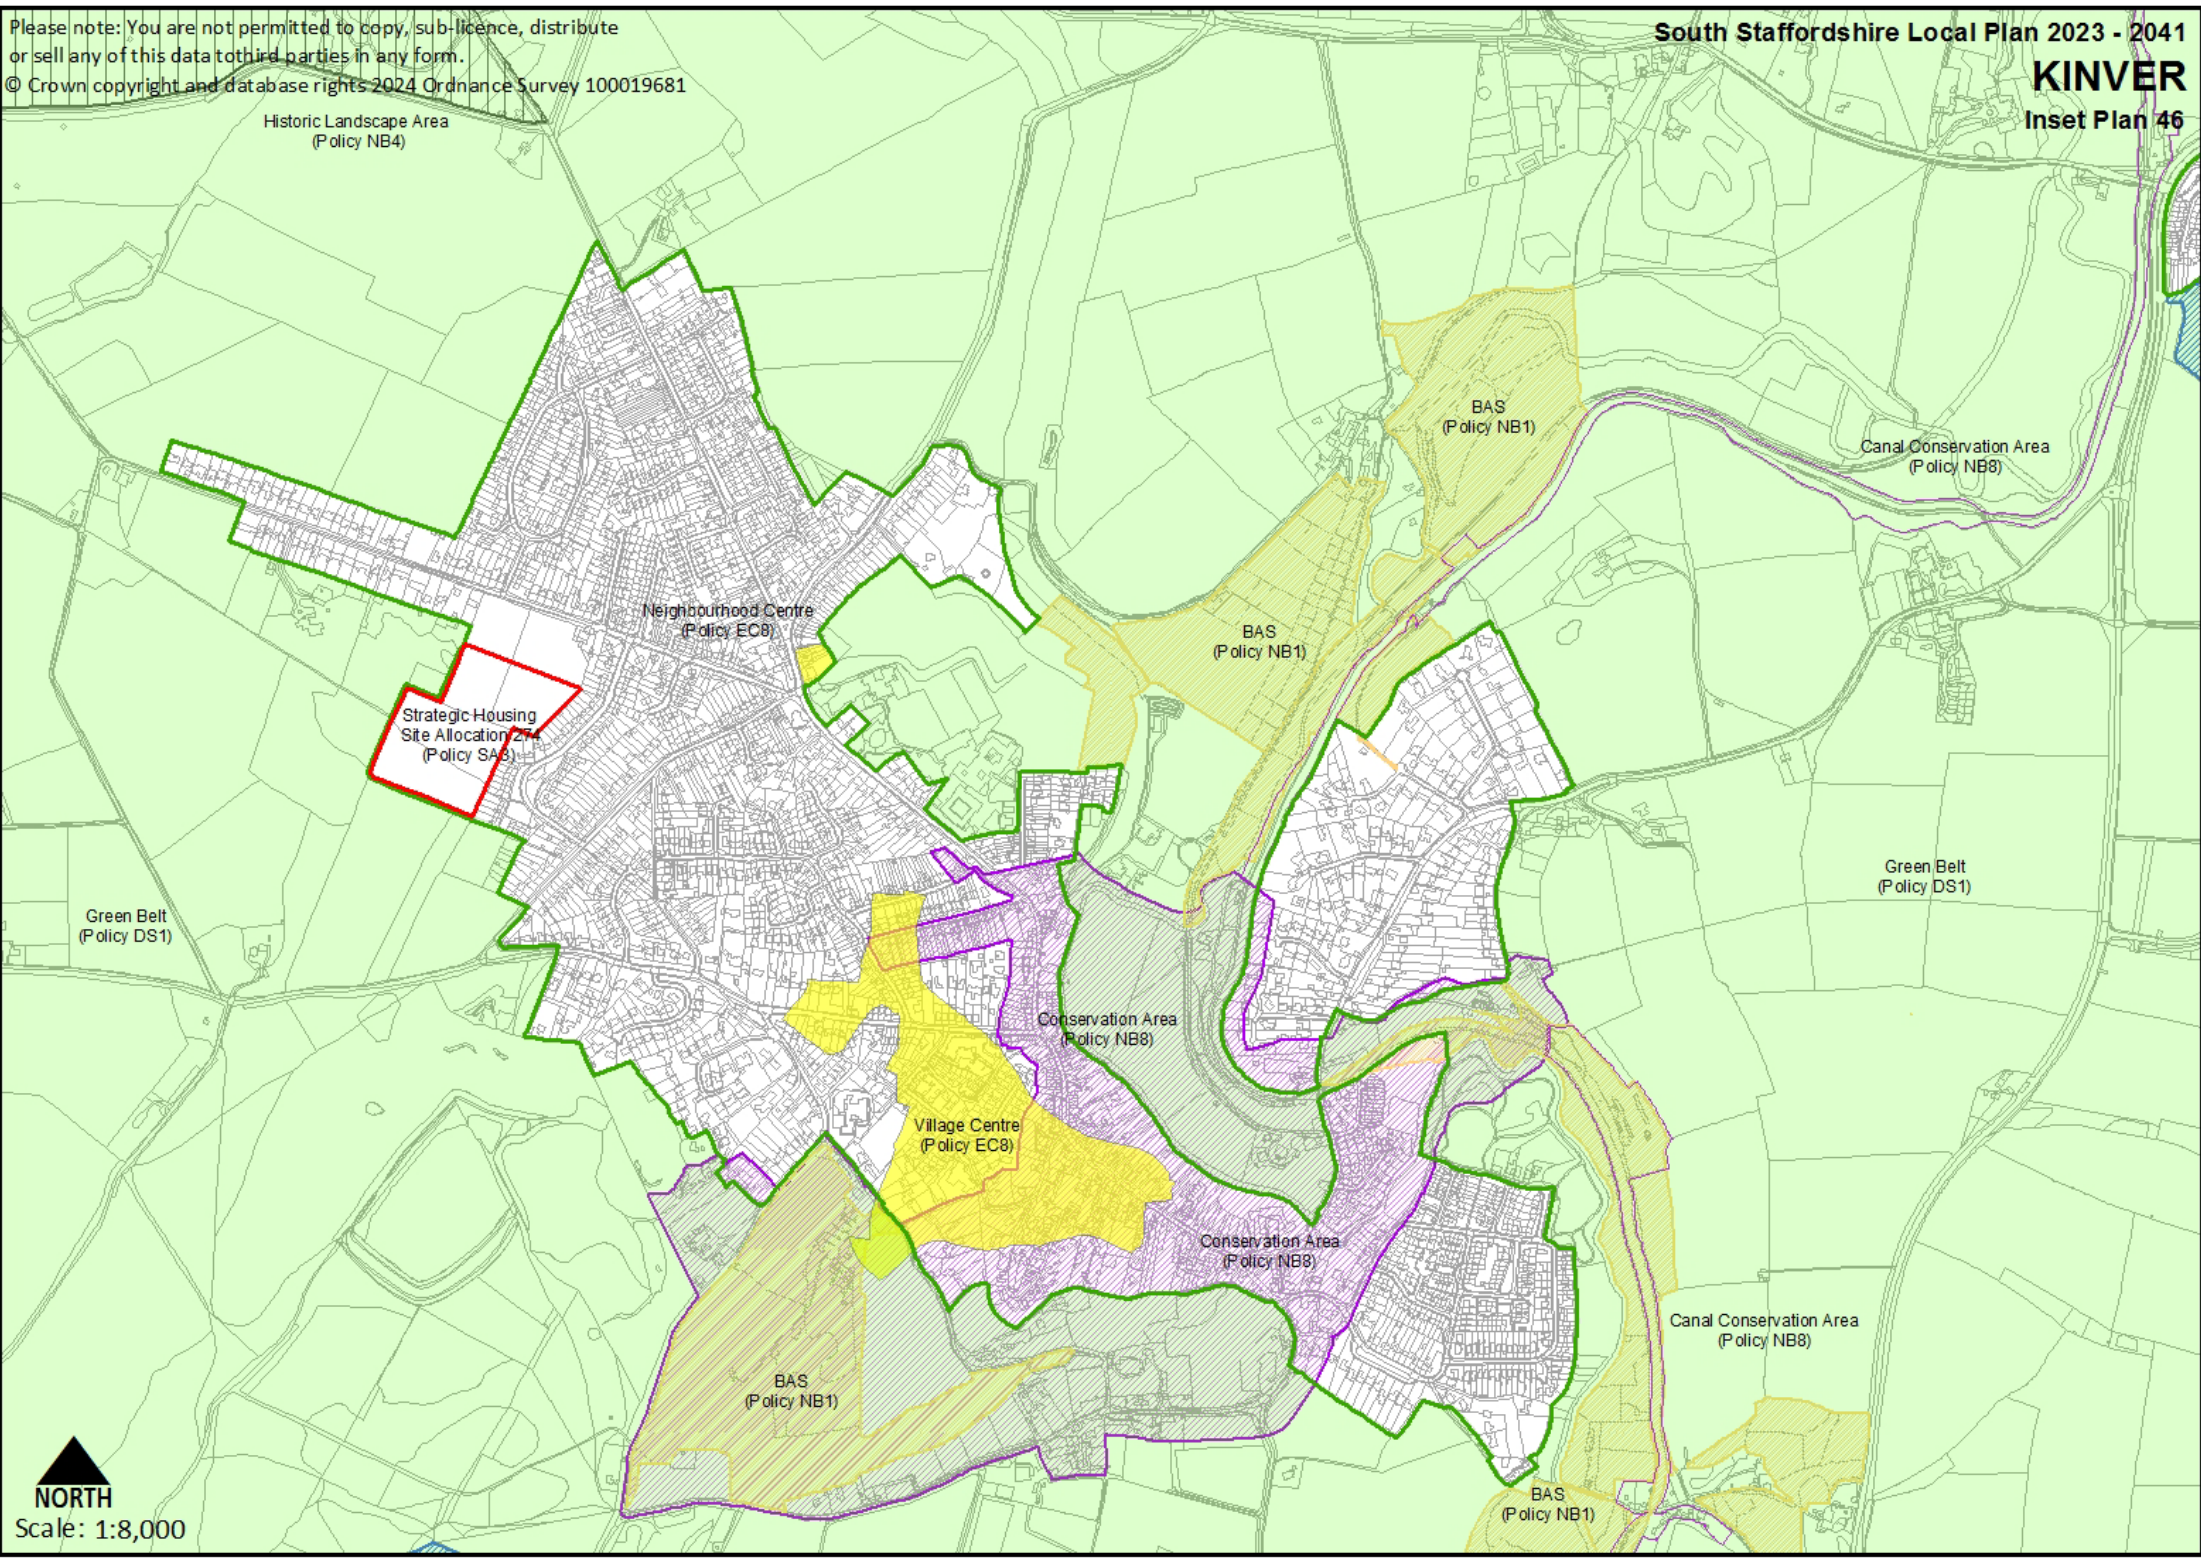 Please note: You are not permitted to copy, sub-licence, distribute
or sell any of this data tothird parties in any form.
© Crown copyright and database rights 2024 Ordnance Survey 100019681
South Staffordshire Local Plan 2023 - 2041
KINVER
Inset Plan 46
Historic Landscape Area
(Policy NB4)
BAS
(Policy NB1)
Canal Conservation Area
(Policy NB8)
Neighbourhood Centre
(Policy EC8)
BAS
(Policy NB1)
Strategic Housing
Site Allocation 274
(Policy SA3)
Green Belt
(Policy DS1)
Green Belt
(Policy DS1)
Conservation Area
(Policy NB8)
Village Centre
(Policy EC8)
Conservation Area
(Policy NB8)
Canal Conservation Area
(Policy NB8)
BAS
(Policy NB1)
BAS
(Policy NB1)
NORTH
Scale: 1:8,000